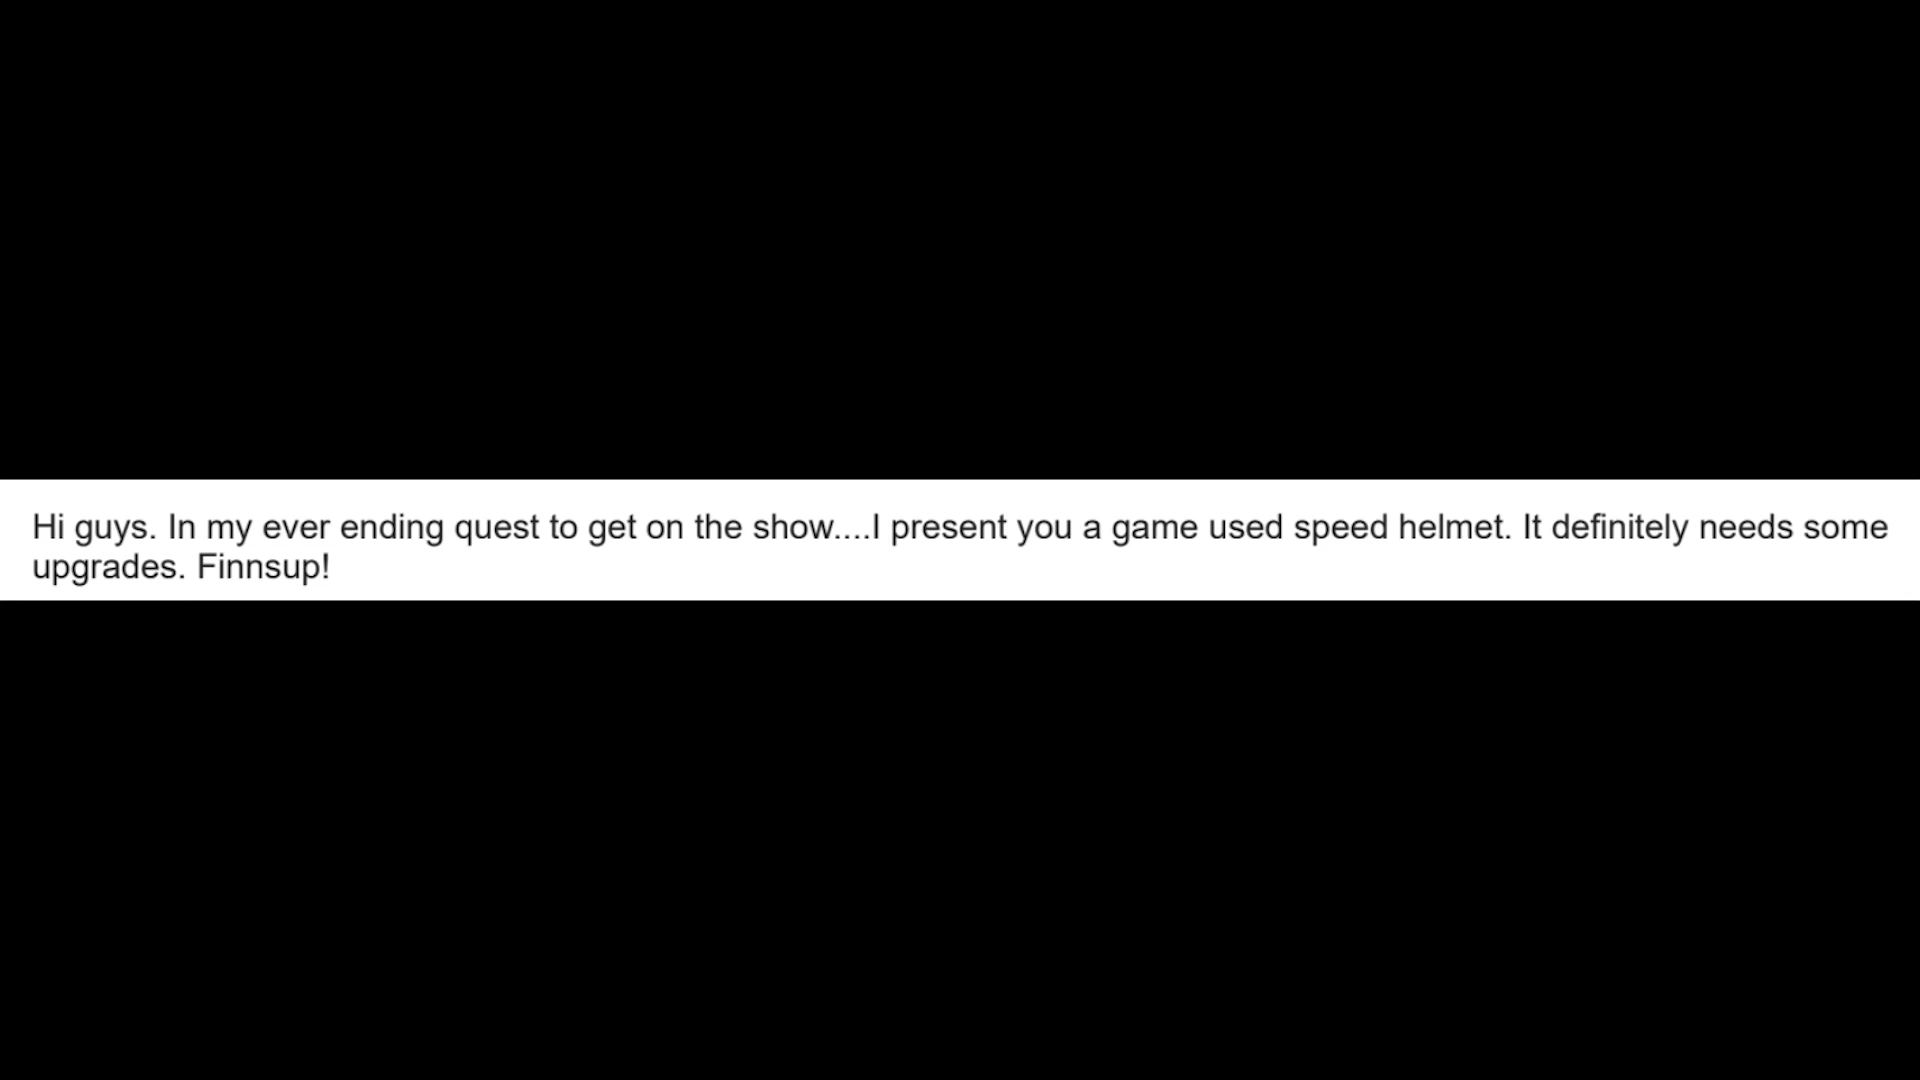 Hi guys. In my ever ending quest to get on the show....I present you a game used speed helmet. It definitely needs some
upgrades. Finnsup!